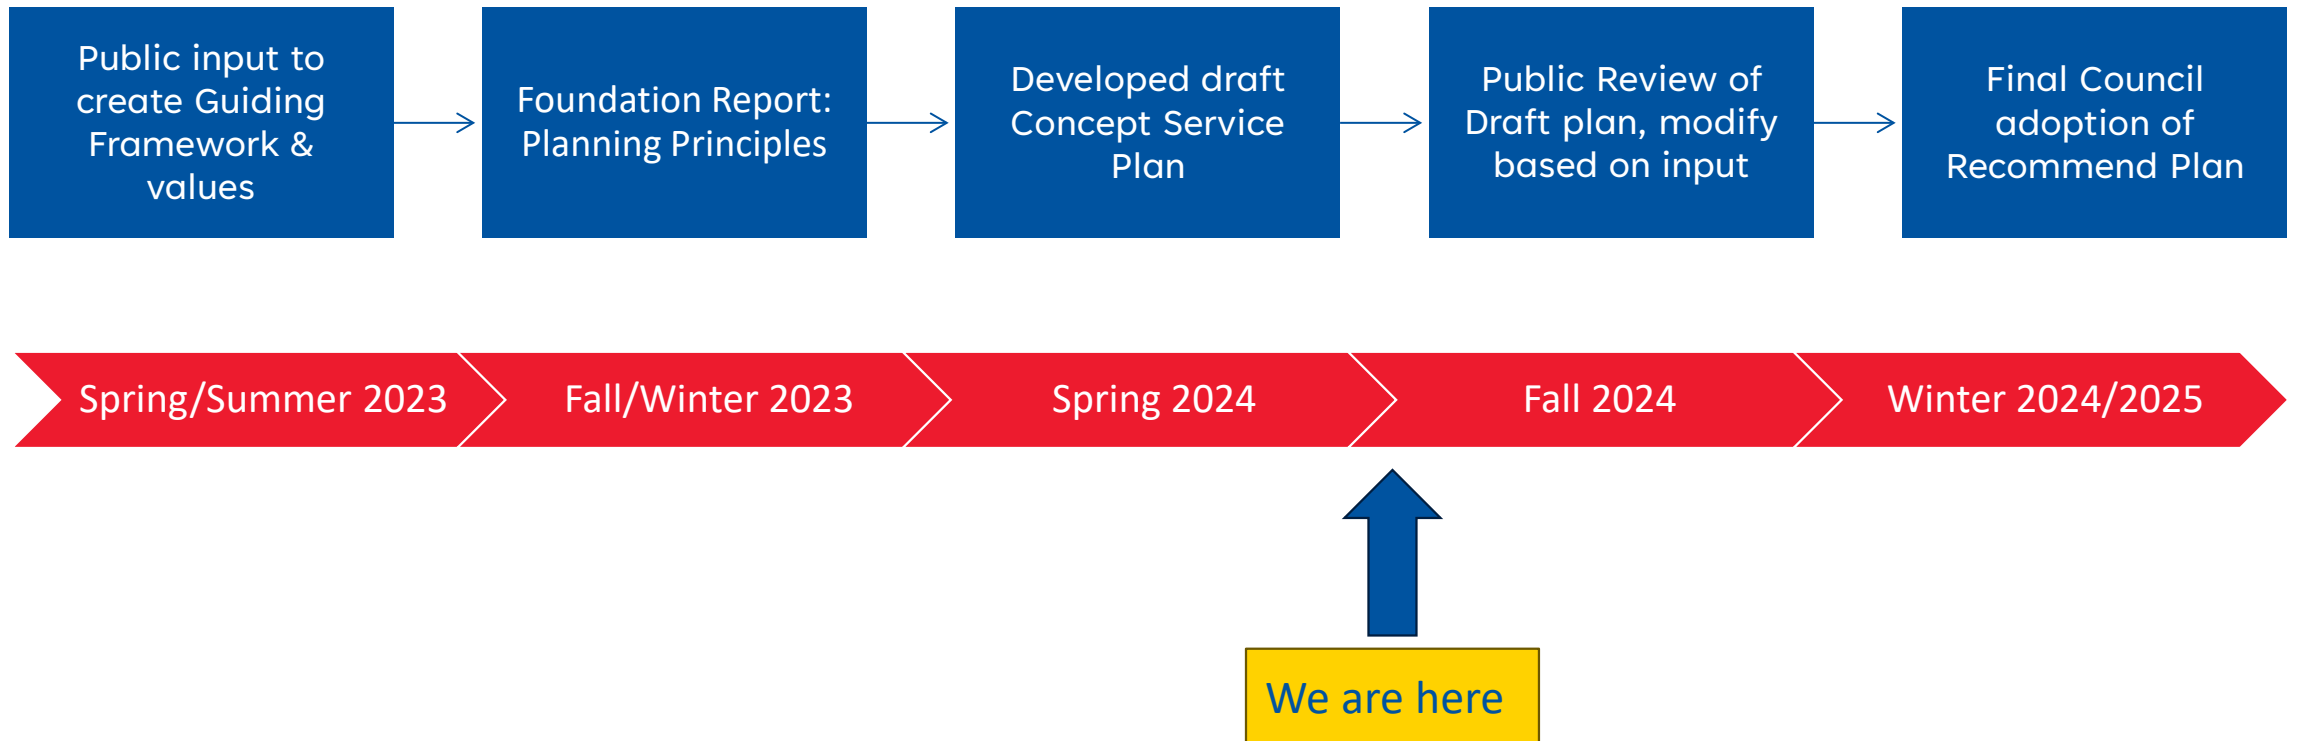 Public input to
create Guiding
Framework &
values
Foundation Report:
Planning Principles
Developed draft
Concept Service
Plan
Public Review of
Draft plan, modify
based on input
Final Council
adoption of
Recommend Plan
Spring/Summer 2023
Fall/Winter 2023
Spring 2024
Fall 2024
Winter 2024/2025
We are here